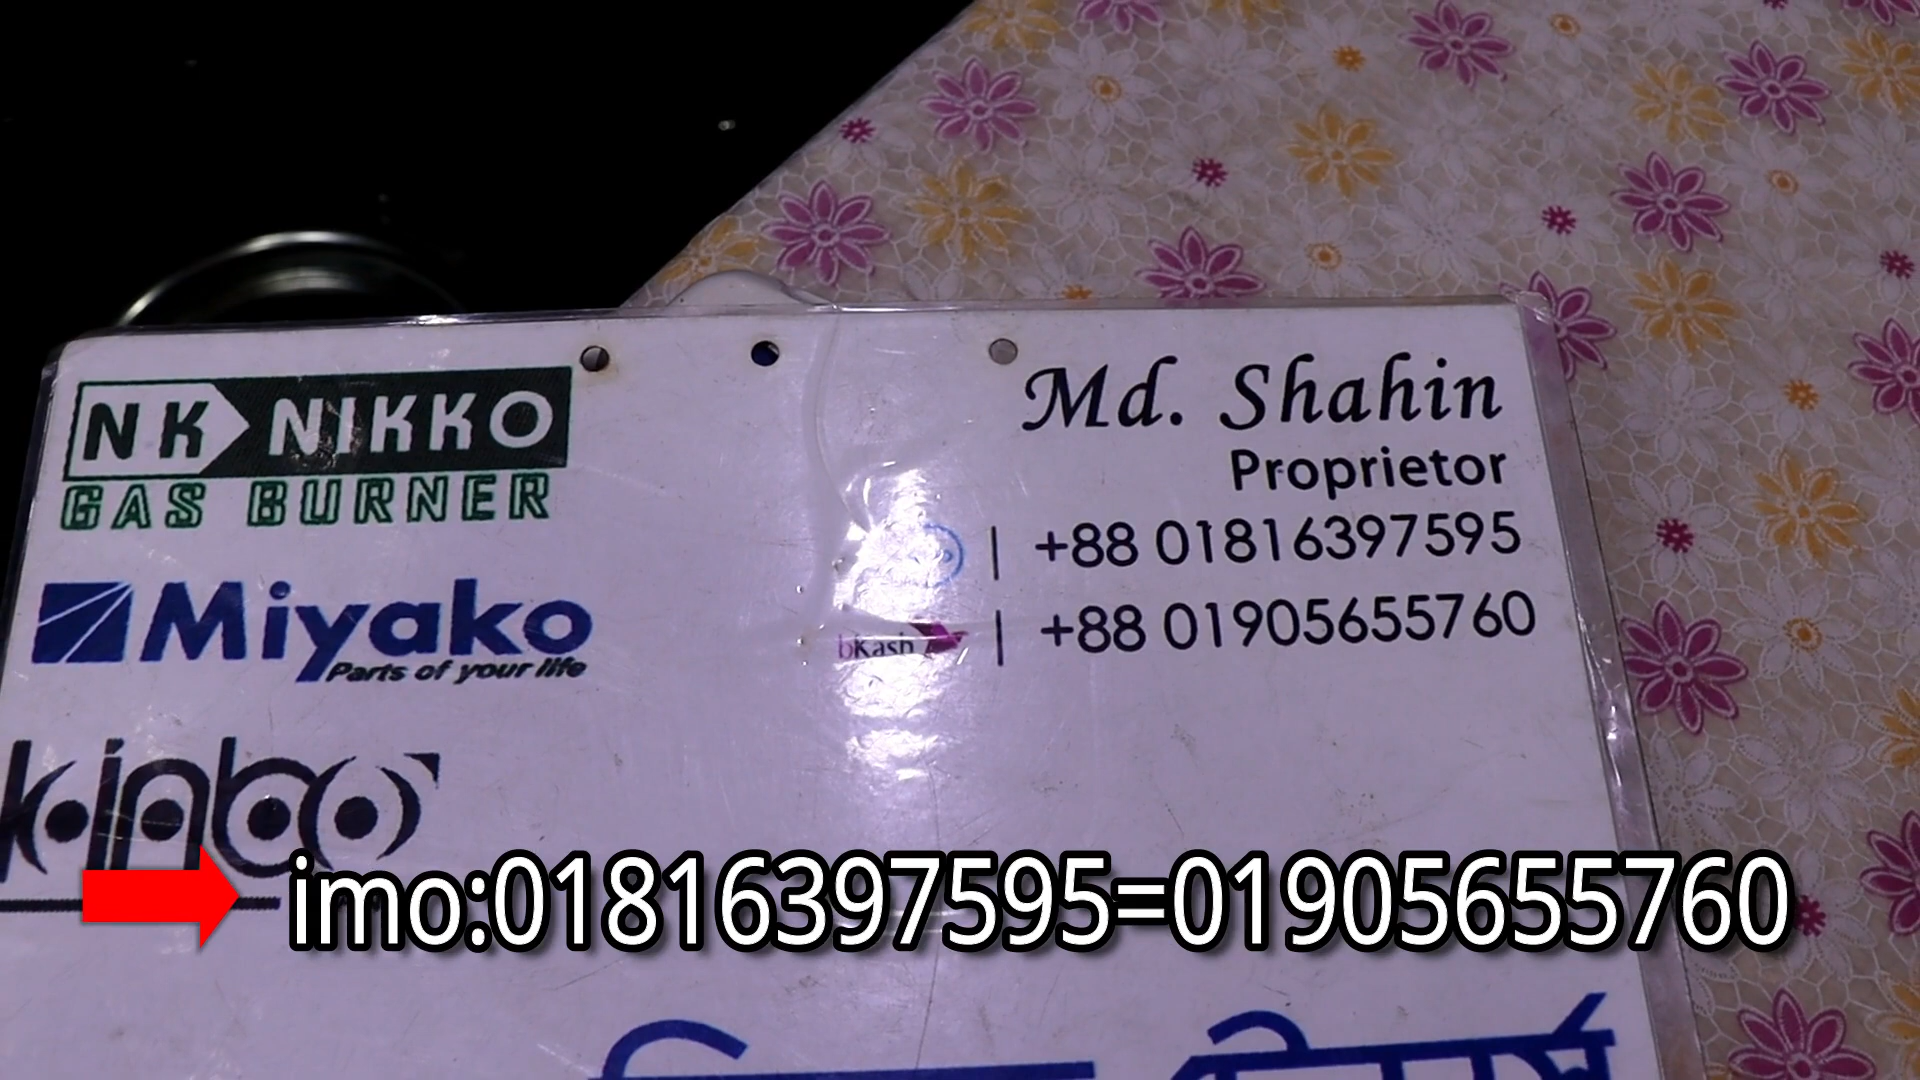 NK NIKKO
GAS BURNER
Miyako
Parts of your life
kinbo
Md. Shahin
Proprietor
| +88 01816397595
bKash | +88 01905655760
imo:01816397595=01905655760